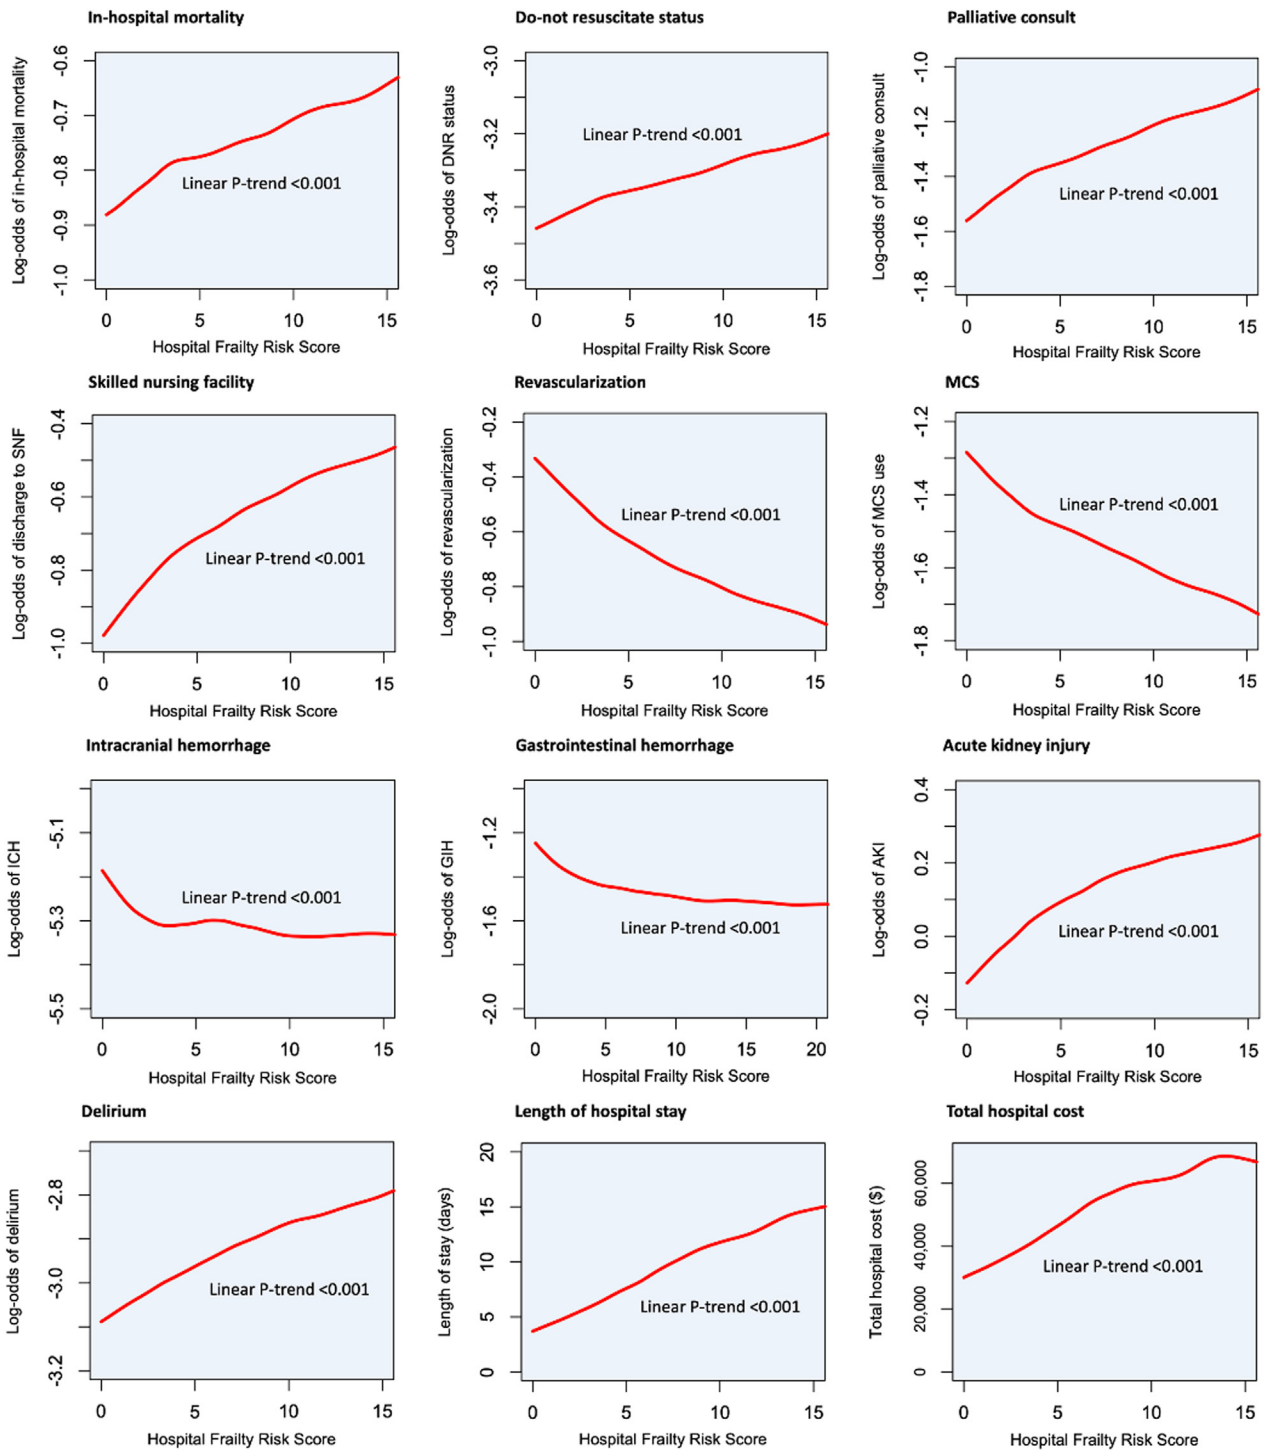 In-hospital mortality
Log-odds of in-hospital mortality
-0.6
-0.7
-0.8
-0.9
-1.0
Linear P-trend <0.001
0 5 10 15
Hospital Frailty Risk Score
Do-not resuscitate status
Log-odds of DNR status
-3.0
-3.2
-3.4
-3.6
Linear P-trend <0.001
0 5 10 15
Hospital Frailty Risk Score
Palliative consult
Log-odds of palliative consult
-1.0
-1.2
-1.4
-1.6
-1.8
Linear P-trend <0.001
0 5 10 15
Hospital Frailty Risk Score
Skilled nursing facility
Log-odds of discharge to SNF
-0.4
-0.6
-0.8
-1.0
Linear P-trend <0.001
0 5 10 15
Hospital Frailty Risk Score
Revascularization
Log-odds of revascularization
-0.2
-0.4
-0.6
-0.8
-1.0
Linear P-trend <0.001
0 5 10 15
Hospital Frailty Risk Score
MCS
Log-odds of MCS use
-1.2
-1.4
-1.6
-1.8
Linear P-trend <0.001
0 5 10 15
Hospital Frailty Risk Score
Intracranial hemorrhage
Log-odds of ICH
-5.1
-5.3
-5.5
Linear P-trend <0.001
0 5 10 15
Hospital Frailty Risk Score
Gastrointestinal hemorrhage
Log-odds of GIH
-1.2
-1.6
-2.0
Linear P-trend <0.001
0 5 10 15 20
Hospital Frailty Risk Score
Acute kidney injury
Log-odds of AKI
0.4
0.2
0.0
-0.2
Linear P-trend <0.001
0 5 10 15
Hospital Frailty Risk Score
Delirium
Log-odds of delirium
-2.8
-3.0
-3.2
Linear P-trend <0.001
0 5 10 15
Hospital Frailty Risk Score
Length of hospital stay
Length of stay (days)
20
15
10
5
0
Linear P-trend <0.001
0 5 10 15
Hospital Frailty Risk Score
Total hospital cost
Total hospital cost ($)
60,000
40,000
20,000
0
Linear P-trend <0.001
0 5 10 15
Hospital Frailty Risk Score